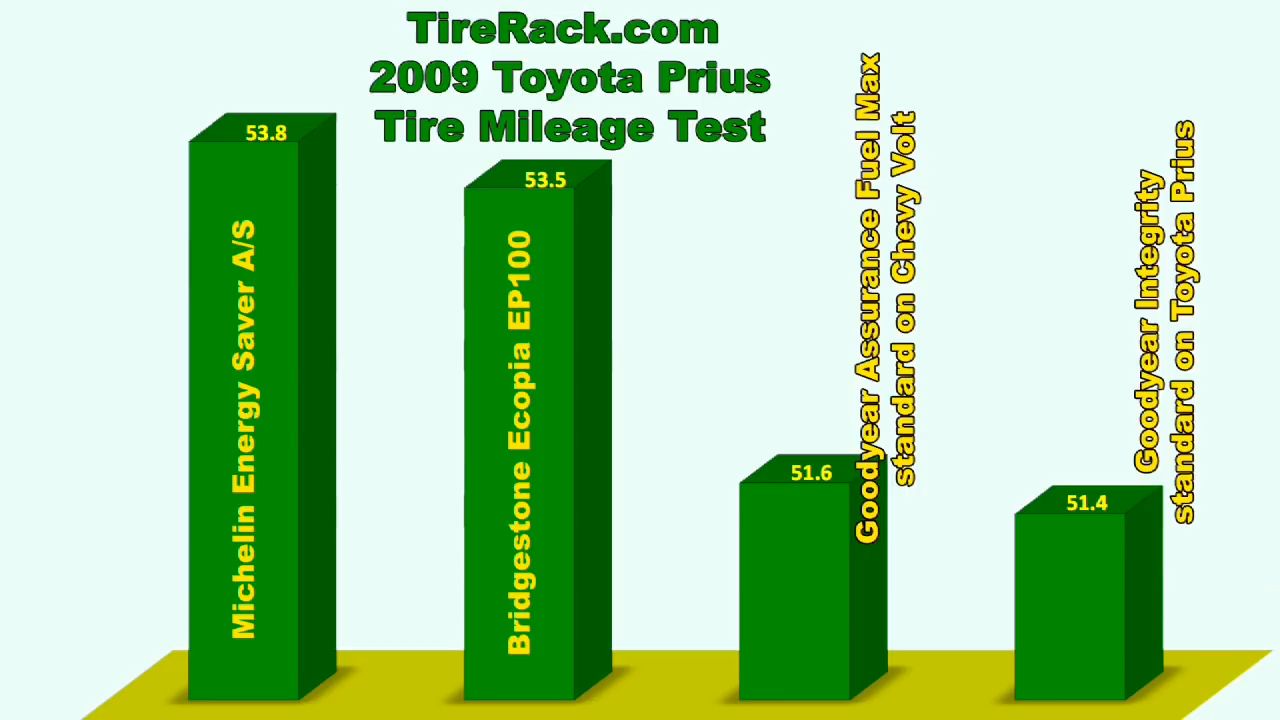 TireRack.com
2009 Toyota Prius
Tire Mileage Test
53.8
Michelin Energy Saver A/S
53.5
Bridgestone Ecopia EP100
51.6
Goodyear Assurance Fuel Max
standard on Chevy Volt
51.4
Goodyear Integrity
standard on Toyota Prius